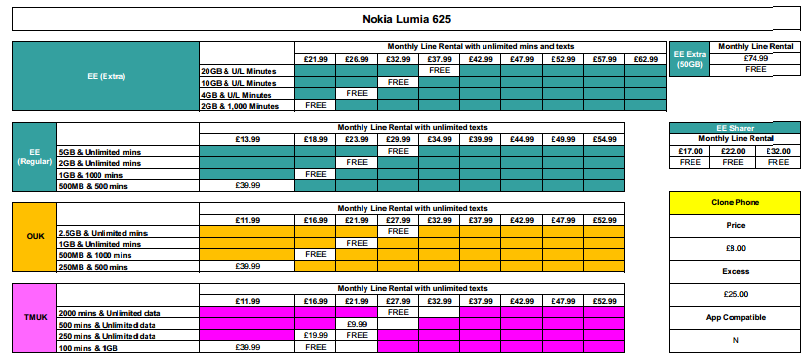 Nokia Lumia 625
EE (Extra)
Monthly Line Rental with unlimited mins and texts
£21.99 £26.99 £32.99 £37.99 £42.99 £47.99 £52.99 £57.99 £62.99
20GB & U/L Minutes FREE
10GB & U/L Minutes FREE
4GB & U/L Minutes FREE
2GB & 1,000 Minutes FREE
EE Extra (50GB)
Monthly Line Rental
£74.99
FREE
EE (Regular)
Monthly Line Rental with unlimited texts
£13.99 £18.99 £23.99 £29.99 £34.99 £39.99 £44.99 £49.99 £54.99
5GB & Unlimited mins FREE
2GB & Unlimited mins FREE
1GB & 1000 mins FREE
500MB & 500 mins £39.99
EE Sharer
Monthly Line Rental
£17.00 £22.00 £32.00
FREE FREE FREE
OUK
Monthly Line Rental with unlimited texts
£11.99 £16.99 £21.99 £27.99 £32.99 £37.99 £42.99 £47.99 £52.99
2.5GB & Unlimited mins FREE
1GB & Unlimited mins FREE
500MB & 1000 mins FREE
250MB & 500 mins £39.99
Clone Phone
Price
£8.00
Excess
£25.00
App Compatible
N
TMUK
Monthly Line Rental with unlimited texts
£11.99 £16.99 £21.99 £27.99 £32.99 £37.99 £42.99 £47.99 £52.99
2000 mins & Unlimited data FREE
500 mins & Unlimited data £9.99
250 mins & Unlimited data £19.99 FREE
100 mins & 1GB £39.99 FREE